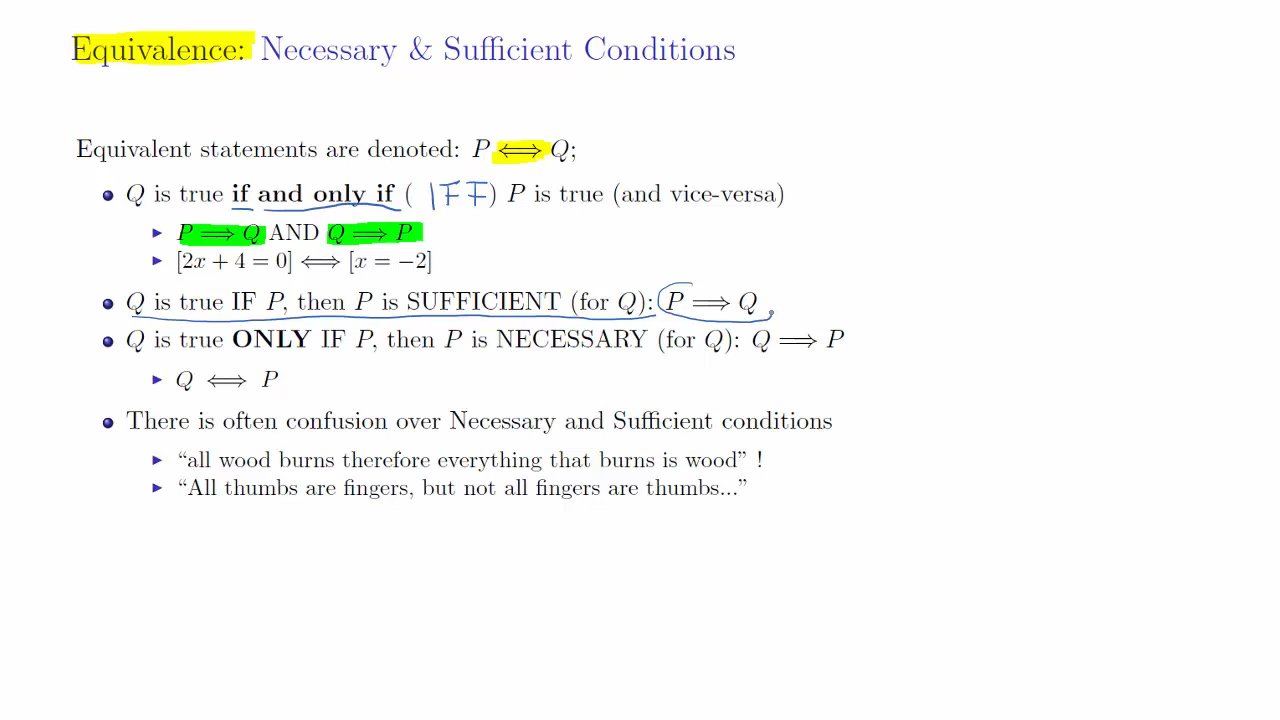 Equivalence: Necessary & Sufficient Conditions
Equivalent statements are denoted: P ⟺ Q;
Q is true if and only if ( IFF) P is true (and vice-versa)
P ⟹ Q AND Q ⟹ P
[2x + 4 = 0] ⟺ [x = −2]
Q is true IF P, then P is SUFFICIENT (for Q): P ⟹ Q
Q is true ONLY IF P, then P is NECESSARY (for Q): Q ⟹ P
Q ⟺ P
There is often confusion over Necessary and Sufficient conditions
“all wood burns therefore everything that burns is wood” !
“All thumbs are fingers, but not all fingers are thumbs...”